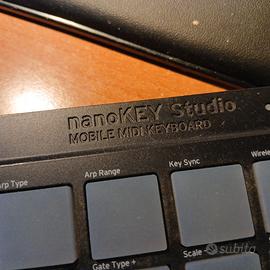 nanoKEY Studio
MOBILE MIDI KEYBOARD
Arp Type
Arp Range
Key Sync
Gate Type +
Scale
subito